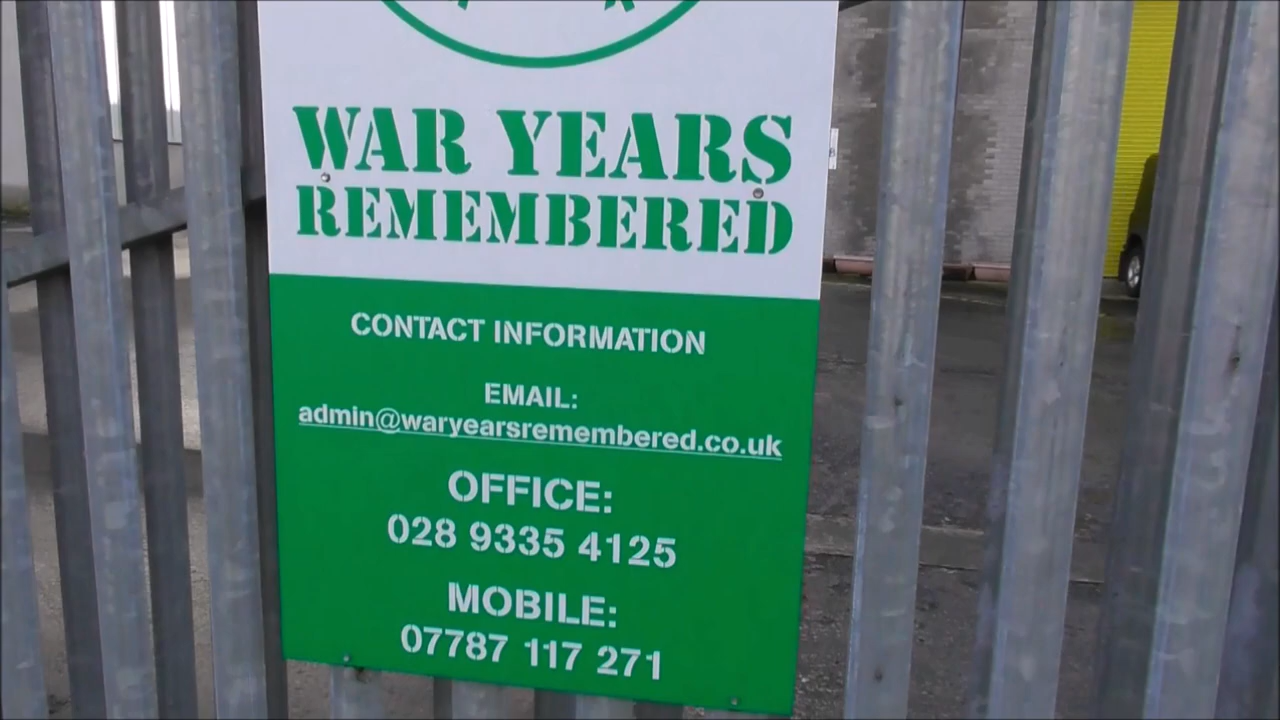 WAR YEARS
REMEMBERED
CONTACT INFORMATION
EMAIL:
admin@waryearsremembered.co.uk
OFFICE:
028 9335 4125
MOBILE:
07787 117 271